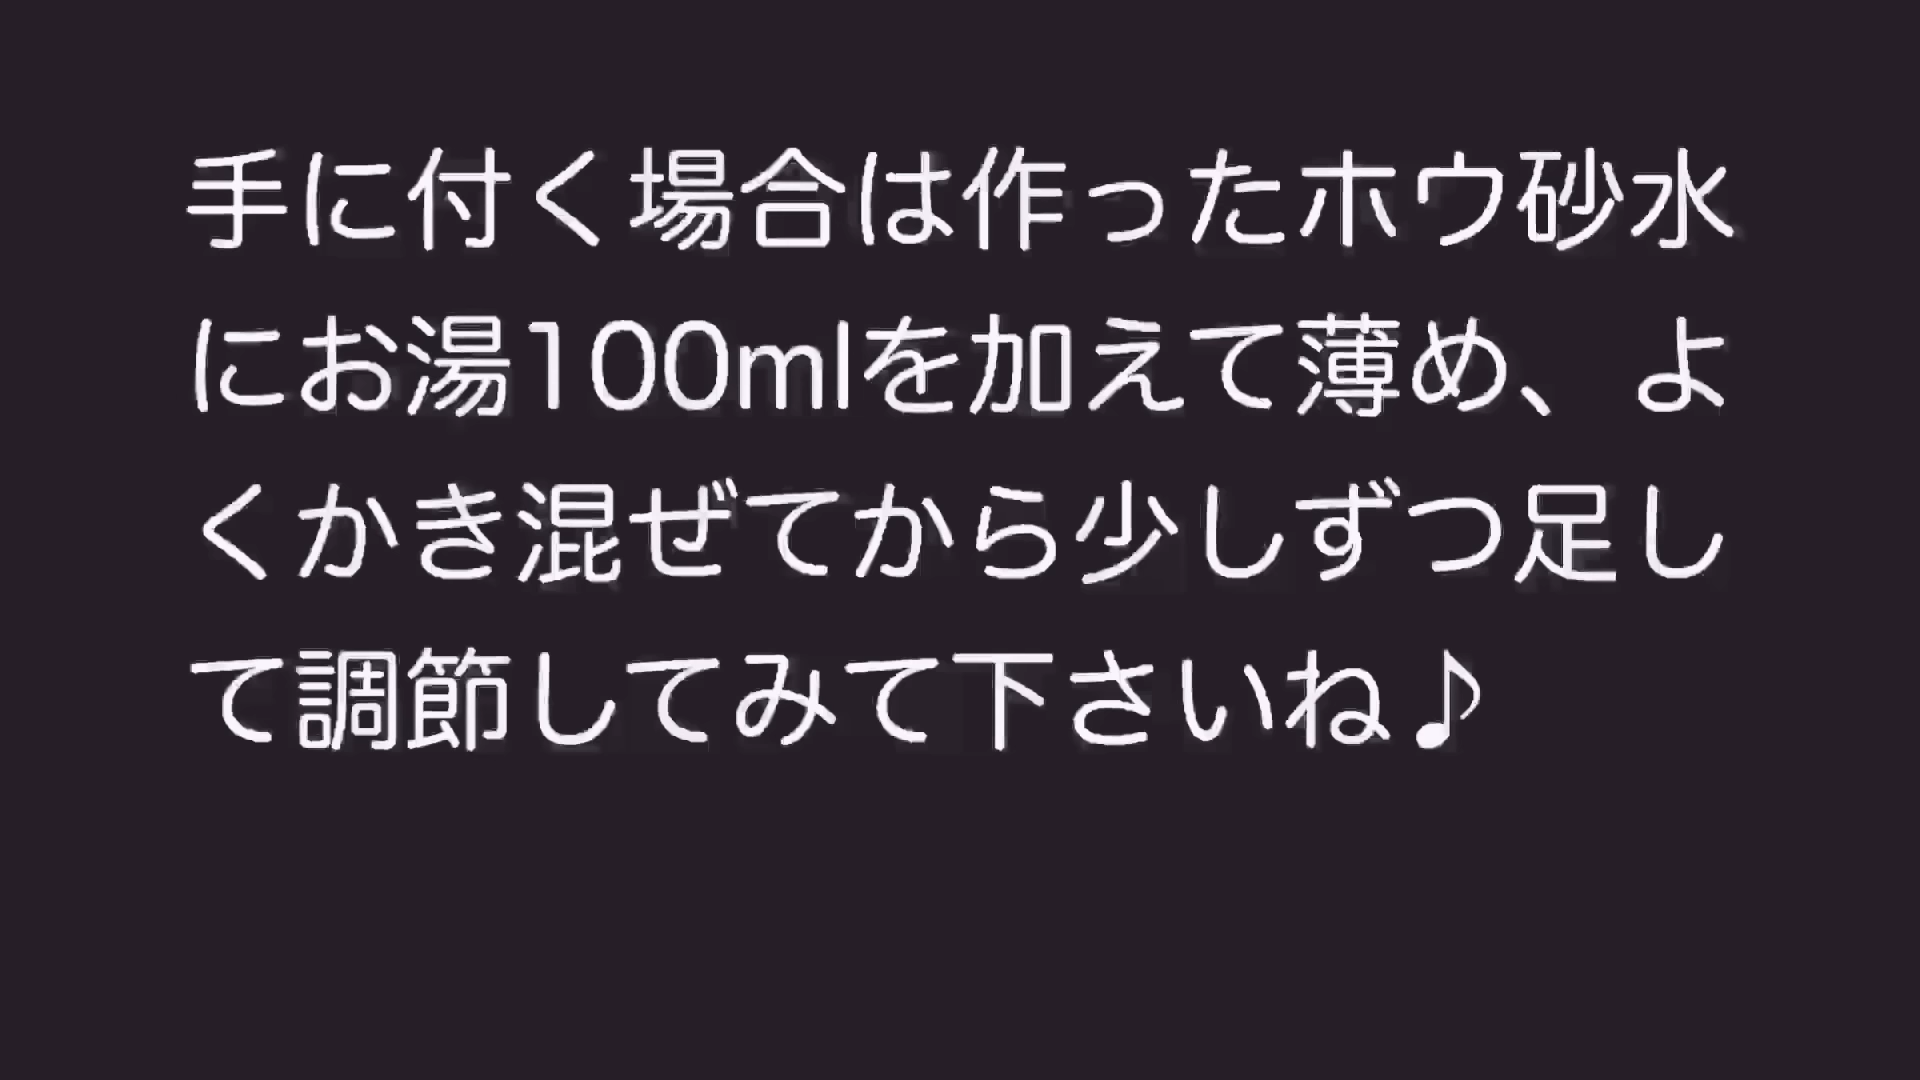 手に付く場合は作ったホウ砂水
にお湯100mlを加えて薄め、よ
くかき混ぜてから少しずつ足し
て調節してみて下さいね♪